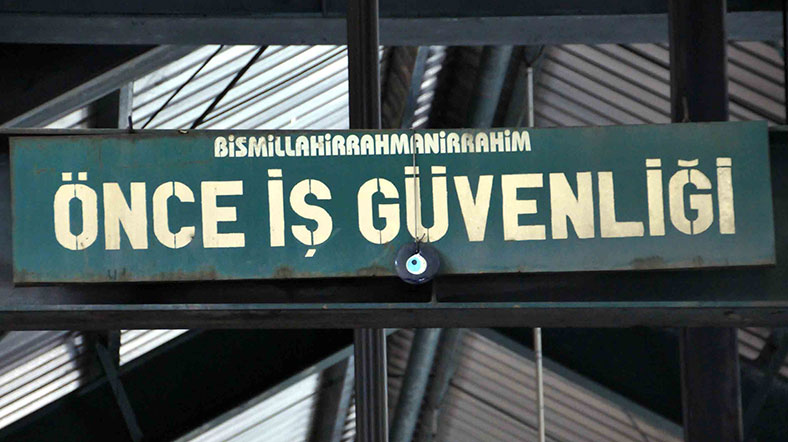 BİSMİLLAHİRRAHMANİRRAHİM
ÖNCE İŞ GÜVENLİĞİ